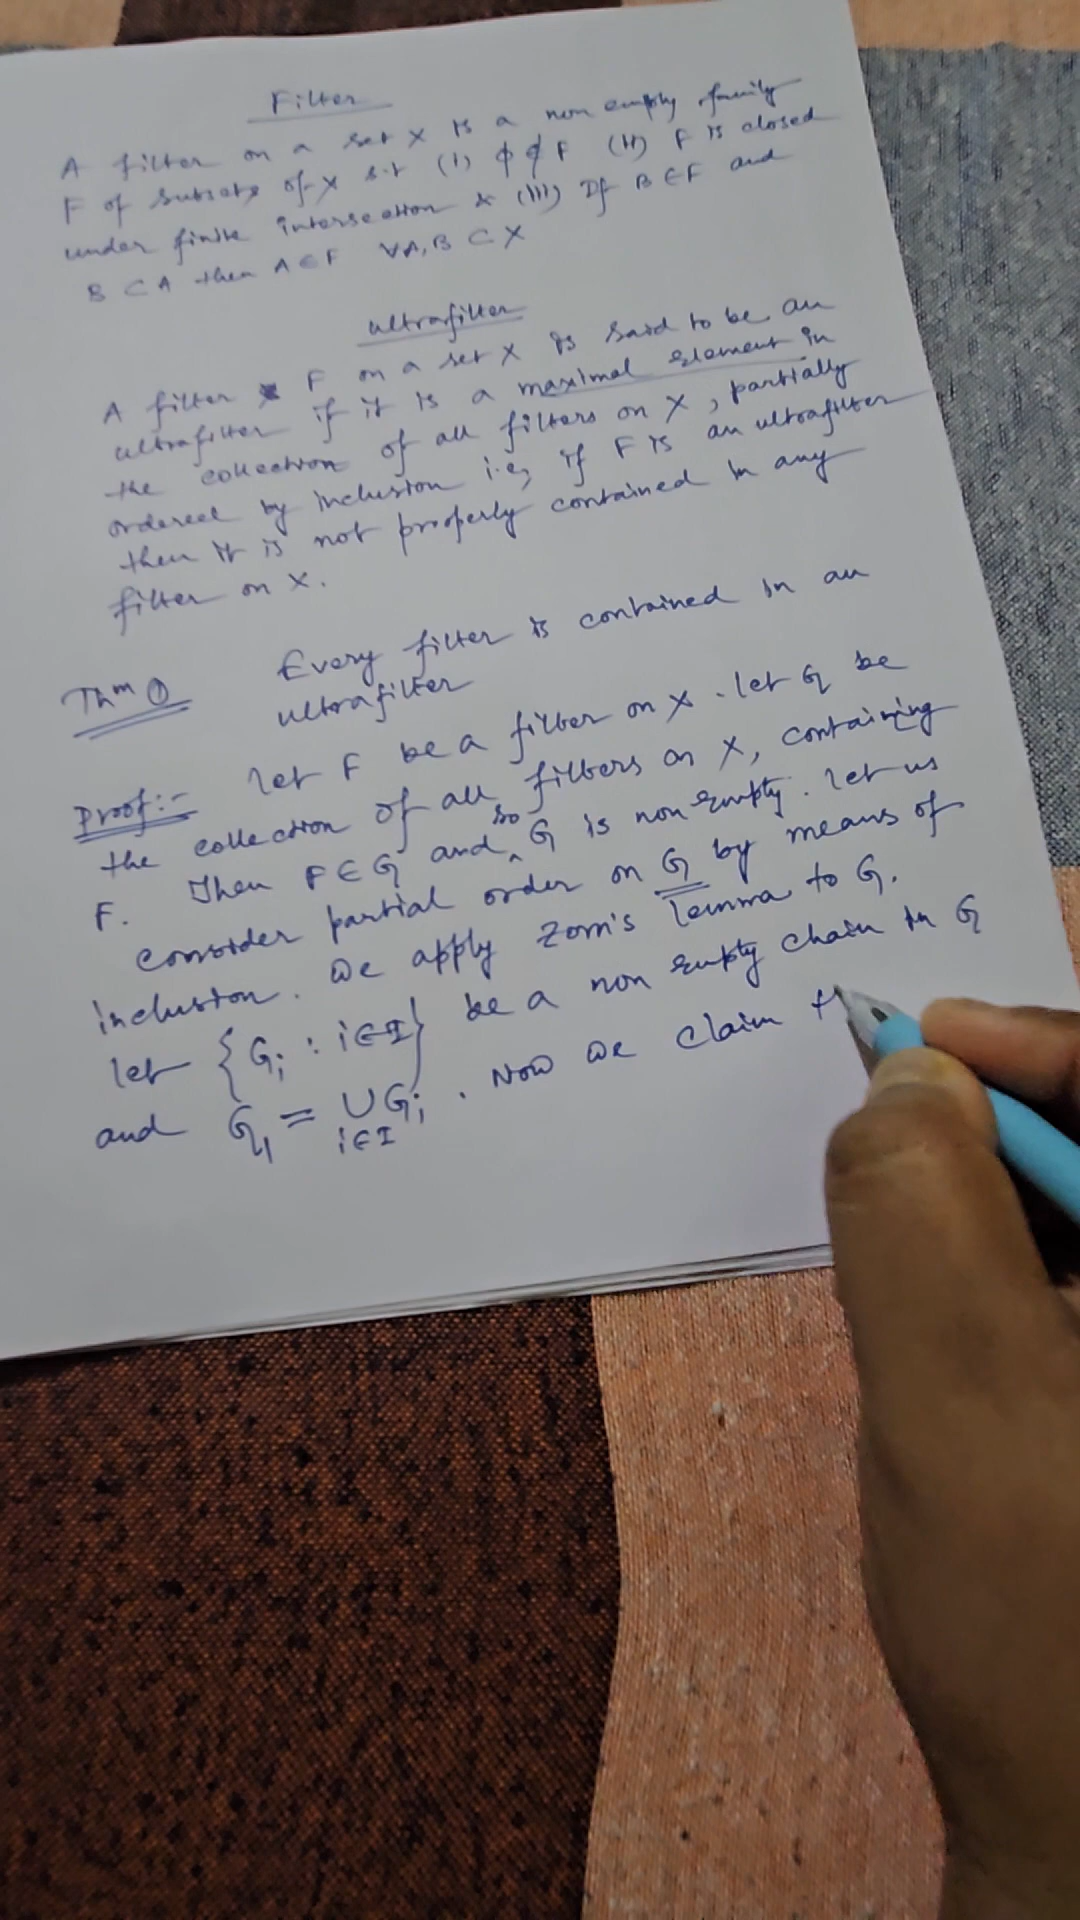 Filter
A filter on a set X is a non empty family
F of subsets of X s.t (i) ϕ ∉ F (ii) F is closed
under finite intersection & (iii) If B ∈ F and
B ⊂ A then A ∈ F ∀A, B ⊂ X
ultrafilter
A filter F on a set X is said to be an
ultrafilter if it is a maximal element in
the collection of all filters on X, partially
ordered by inclusion i.e, if F is an ultrafilter
then it is not properly contained in any
filter on X.
Thm ① Every filter is contained in an
ultrafilter
Proof:- let F be a filter on X. let G be
the collection of all filters on X, containing
F. Then F ∈ G and so G is non empty. let us
consider partial order on G by means of
inclusion. We apply Zorn's lemma to G.
let {Gi : i ∈ I} be a non empty chain in G
and G1 = ∪Gi. Now we claim
i ∈ I